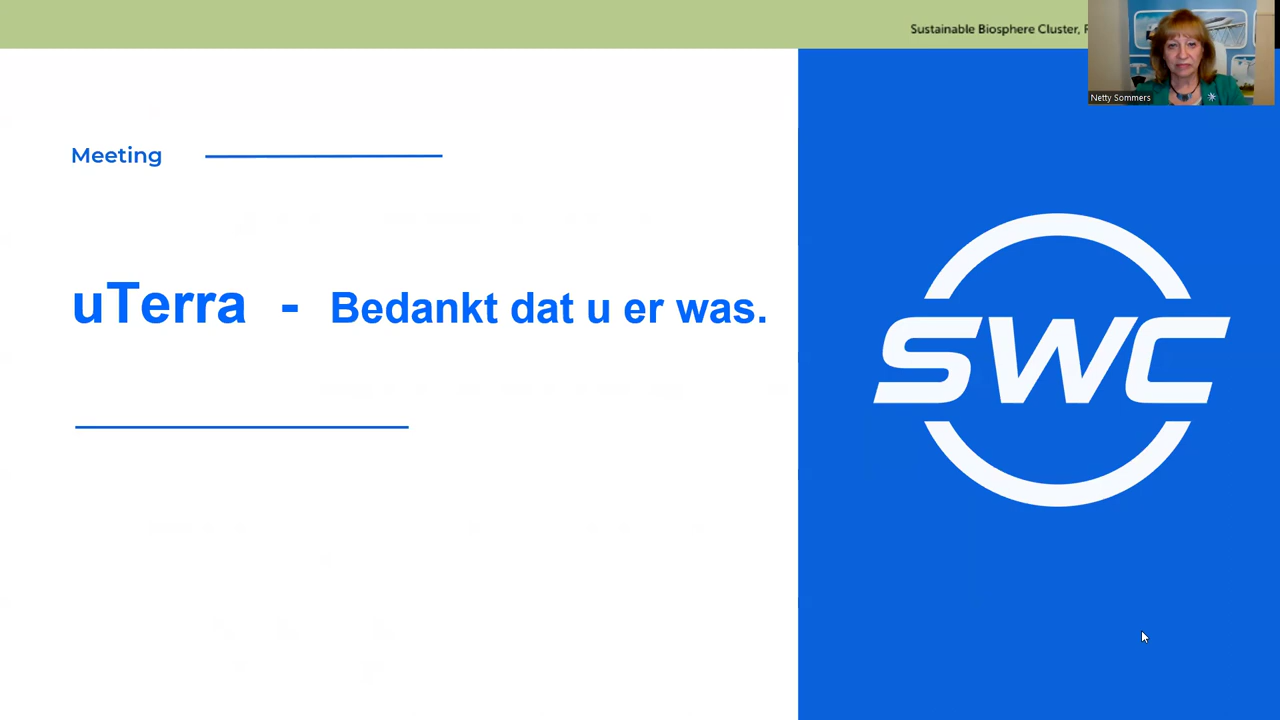 Sustainable Biosphere Cluster,
Netty Sommers
Meeting
uTerra - Bedankt dat u er was.
SWC